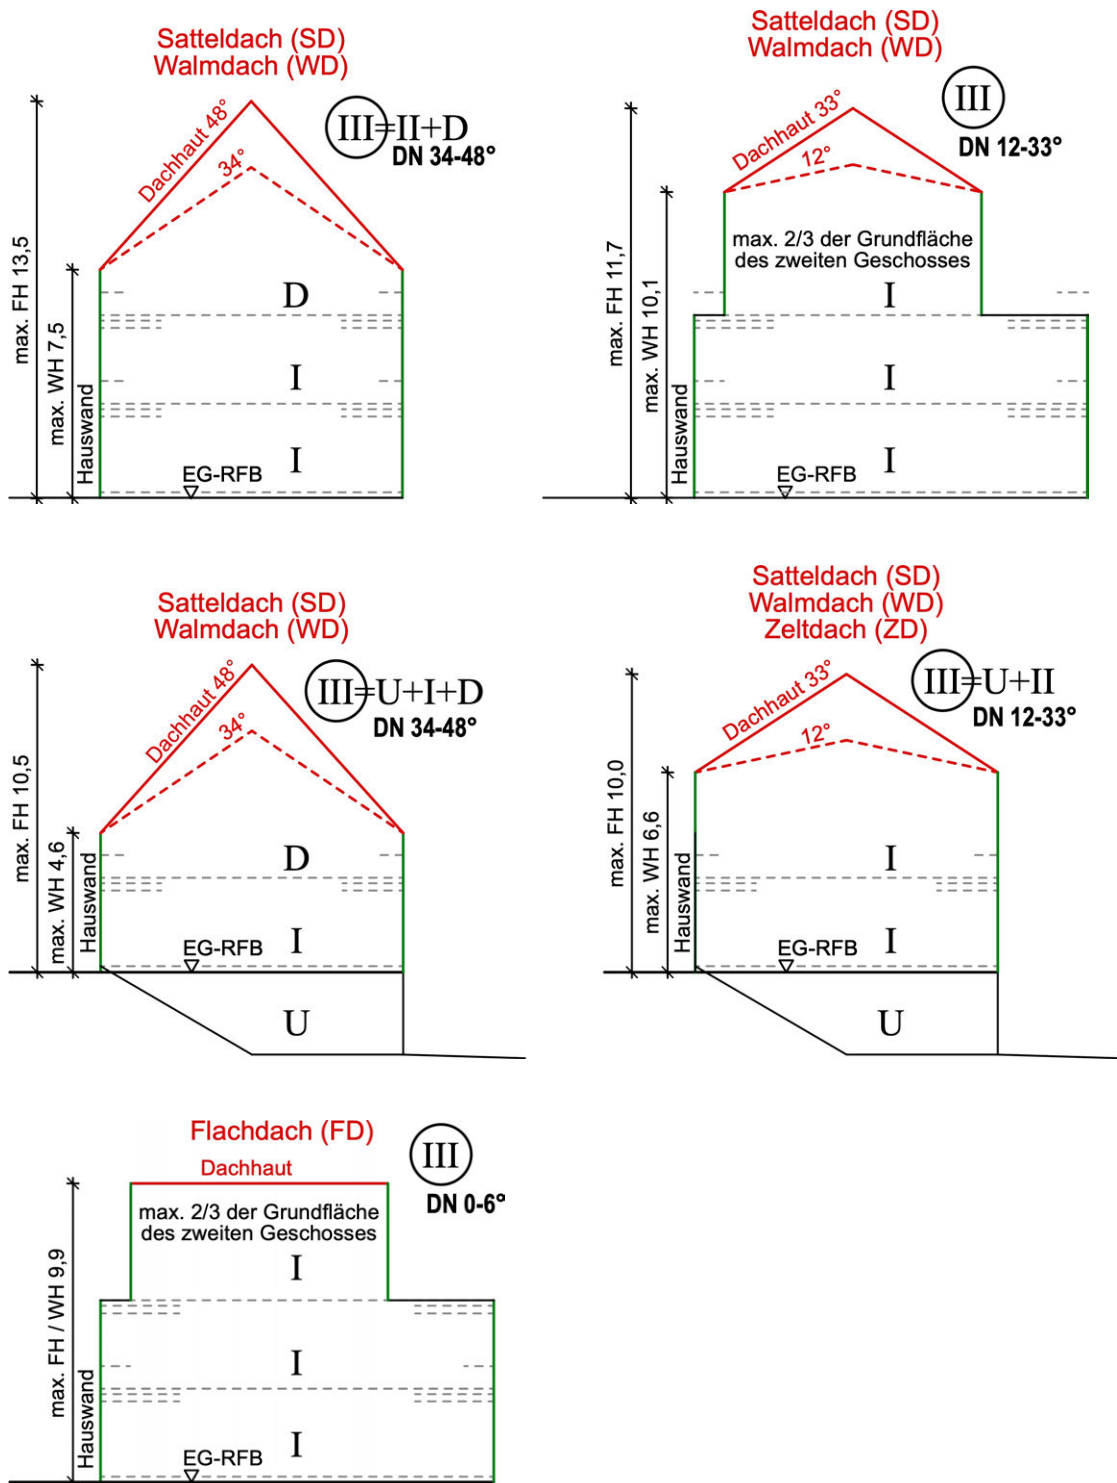 Satteldach (SD)
Walmdach (WD)
III=II+D
DN 34-48°
Dachhaut 48°
34°
max. FH 13,5
max. WH 7,5
Hauswand
D
I
I
EG-RFB
Satteldach (SD)
Walmdach (WD)
III
DN 12-33°
Dachhaut 33°
12°
max. 2/3 der Grundfläche
des zweiten Geschosses
max. FH 11,7
max. WH 10,1
Hauswand
I
I
I
EG-RFB
Satteldach (SD)
Walmdach (WD)
III=U+I+D
DN 34-48°
Dachhaut 48°
34°
max. FH 10,5
max. WH 4,6
Hauswand
D
I
EG-RFB
U
Satteldach (SD)
Walmdach (WD)
Zeltdach (ZD)
III=U+II
DN 12-33°
Dachhaut 33°
12°
max. FH 10,0
max. WH 6,6
Hauswand
I
I
EG-RFB
U
Flachdach (FD)
III
Dachhaut
DN 0-6°
max. 2/3 der Grundfläche
des zweiten Geschosses
max. FH / WH 9,9
Hauswand
I
I
I
EG-RFB